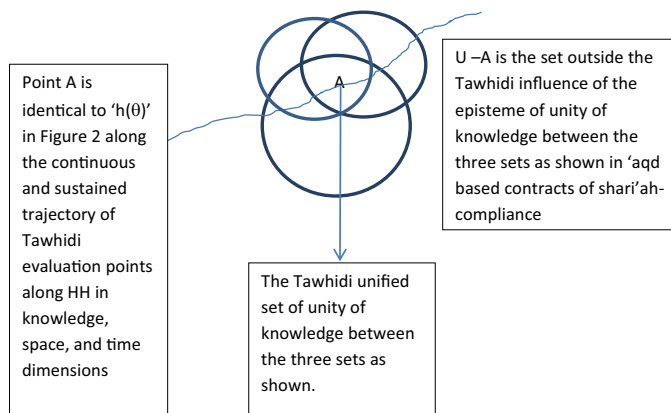 Point A is
identical to 'h(θ)'
in Figure 2 along
the continuous
and sustained
trajectory of
Tawhidi
evaluation points
along HH in
knowledge,
space, and time
dimensions
A
U –A is the set outside the
Tawhidi influence of the
episteme of unity of
knowledge between the
three sets as shown in 'aqd
based contracts of shari'ah-
compliance
The Tawhidi unified
set of unity of
knowledge between
the three sets as
shown.